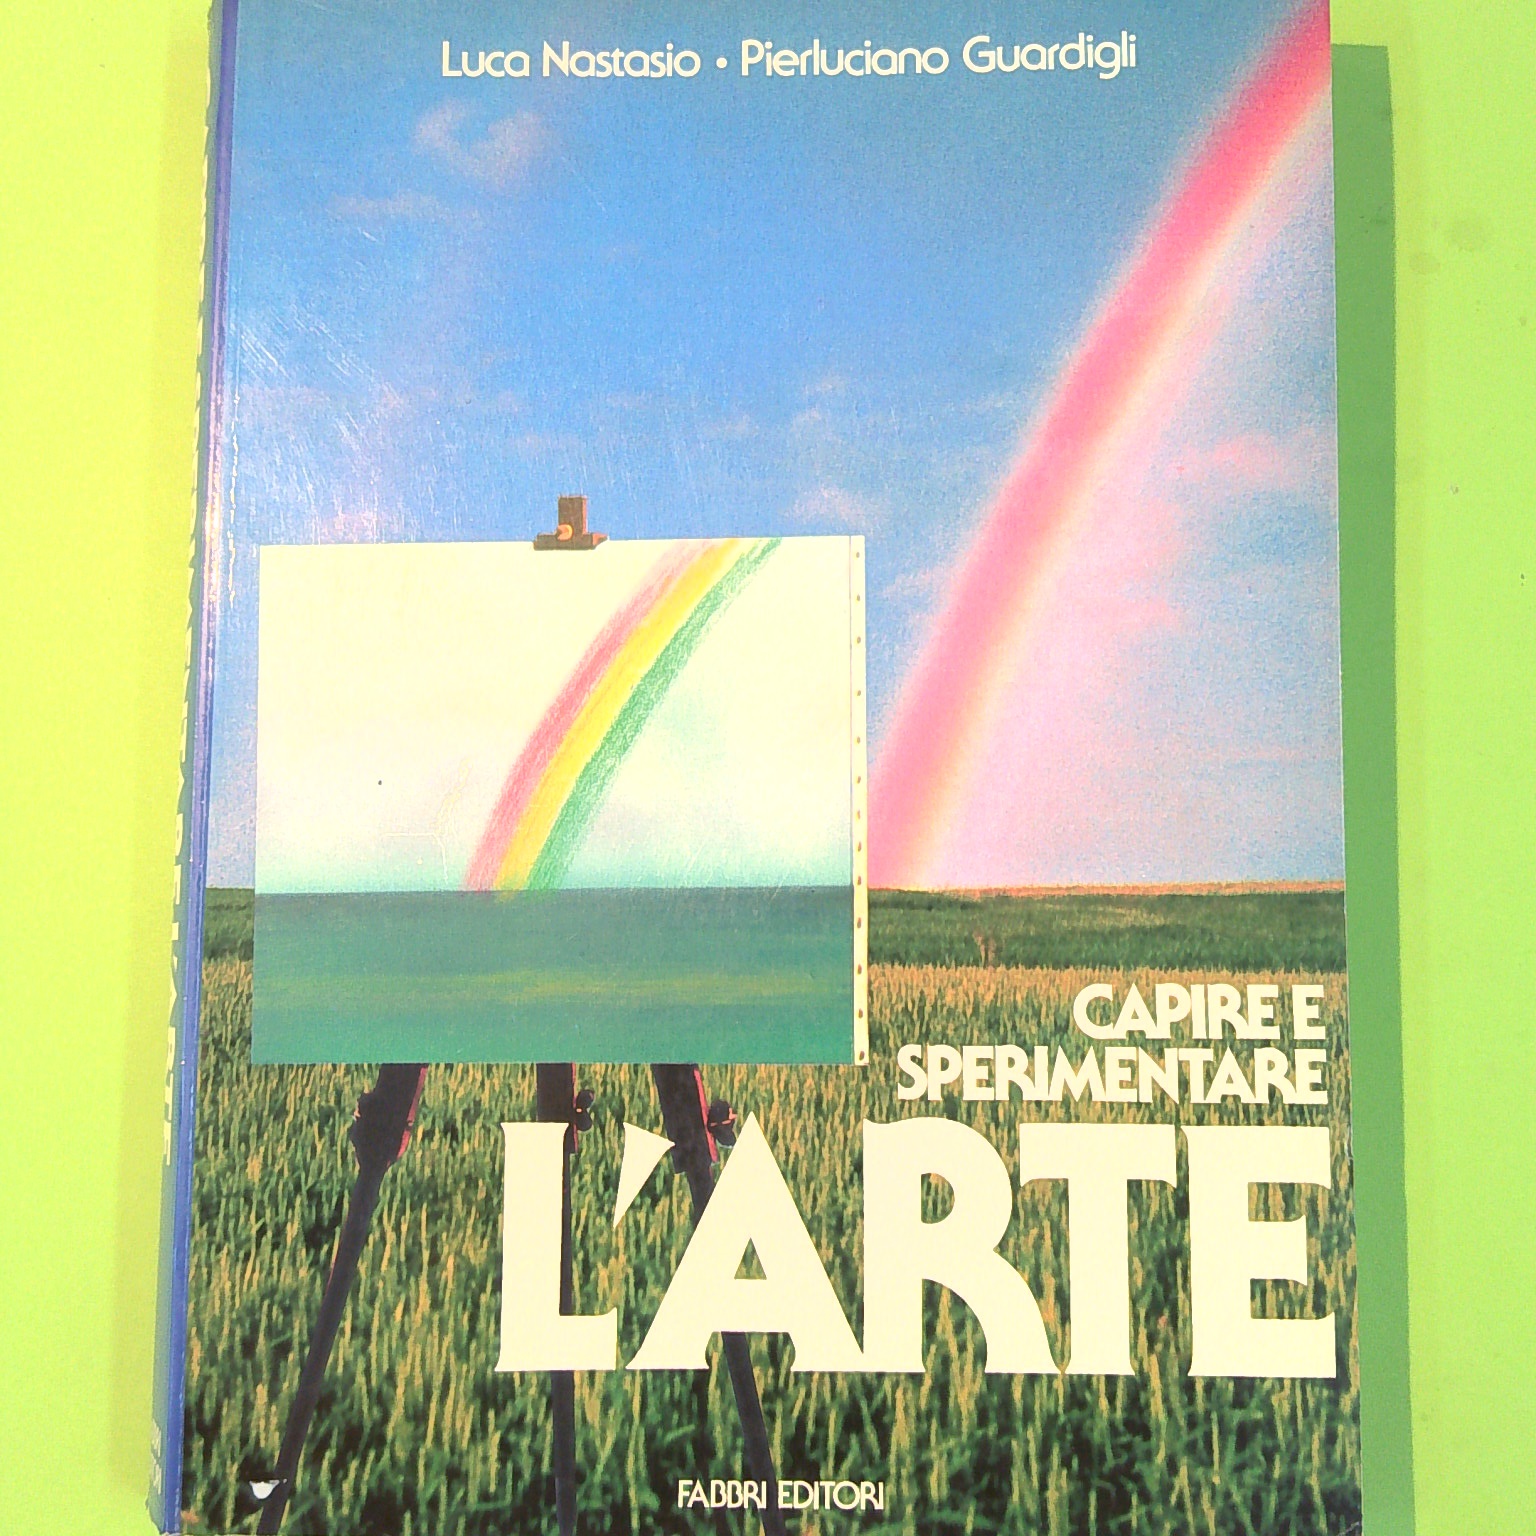 Luca Nastasio • Pierluciano Guardigli
CAPIRE E
SPERIMENTARE
L'ARTE
FABBRI EDITORI